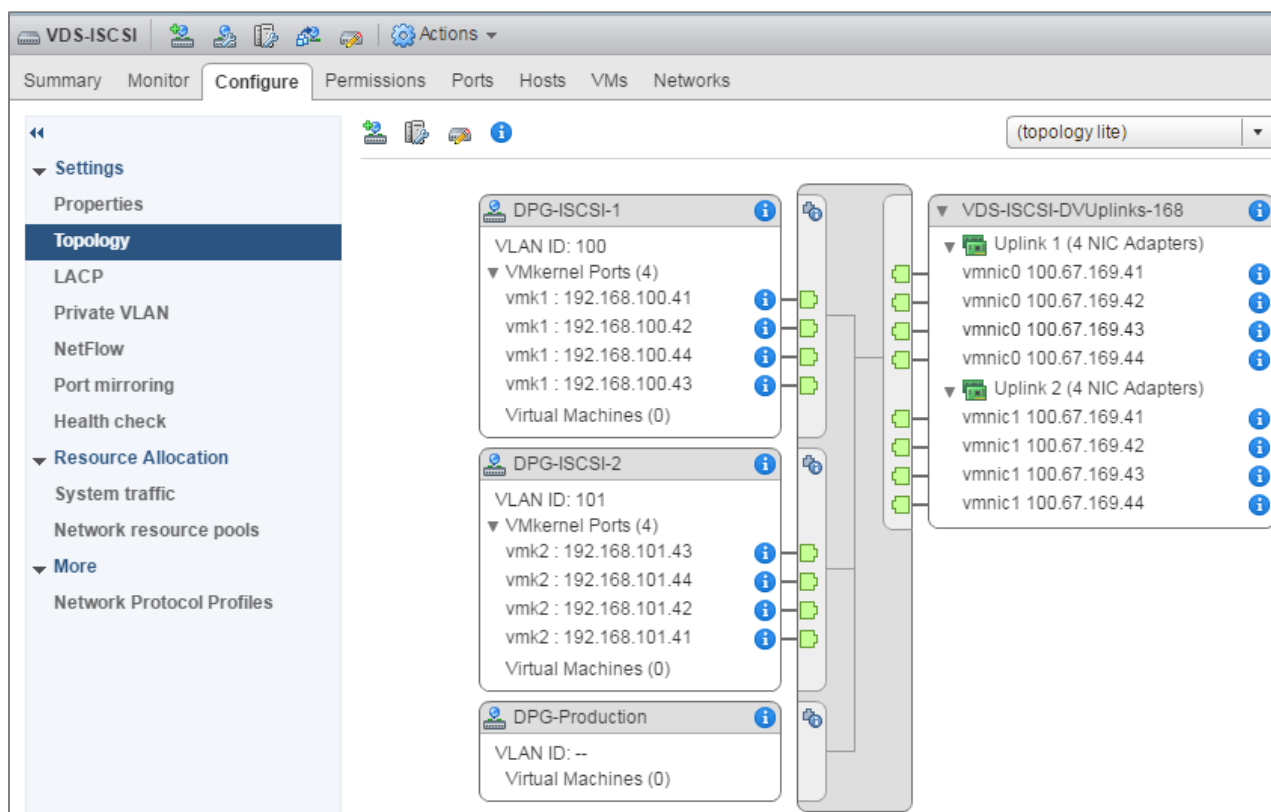 VDS-ISCSI Actions
Summary Monitor Configure Permissions Ports Hosts VMs Networks
Settings
Properties
Topology
LACP
Private VLAN
NetFlow
Port mirroring
Health check
Resource Allocation
System traffic
Network resource pools
More
Network Protocol Profiles
(topology lite)
DPG-ISCSI-1
VLAN ID: 100
VMkernel Ports (4)
vmk1 : 192.168.100.41
vmk1 : 192.168.100.42
vmk1 : 192.168.100.44
vmk1 : 192.168.100.43
Virtual Machines (0)
DPG-ISCSI-2
VLAN ID: 101
VMkernel Ports (4)
vmk2 : 192.168.101.43
vmk2 : 192.168.101.44
vmk2 : 192.168.101.42
vmk2 : 192.168.101.41
Virtual Machines (0)
DPG-Production
VLAN ID: --
Virtual Machines (0)
VDS-ISCSI-DVUplinks-168
Uplink 1 (4 NIC Adapters)
vmnic0 100.67.169.41
vmnic0 100.67.169.42
vmnic0 100.67.169.43
vmnic0 100.67.169.44
Uplink 2 (4 NIC Adapters)
vmnic1 100.67.169.41
vmnic1 100.67.169.42
vmnic1 100.67.169.43
vmnic1 100.67.169.44